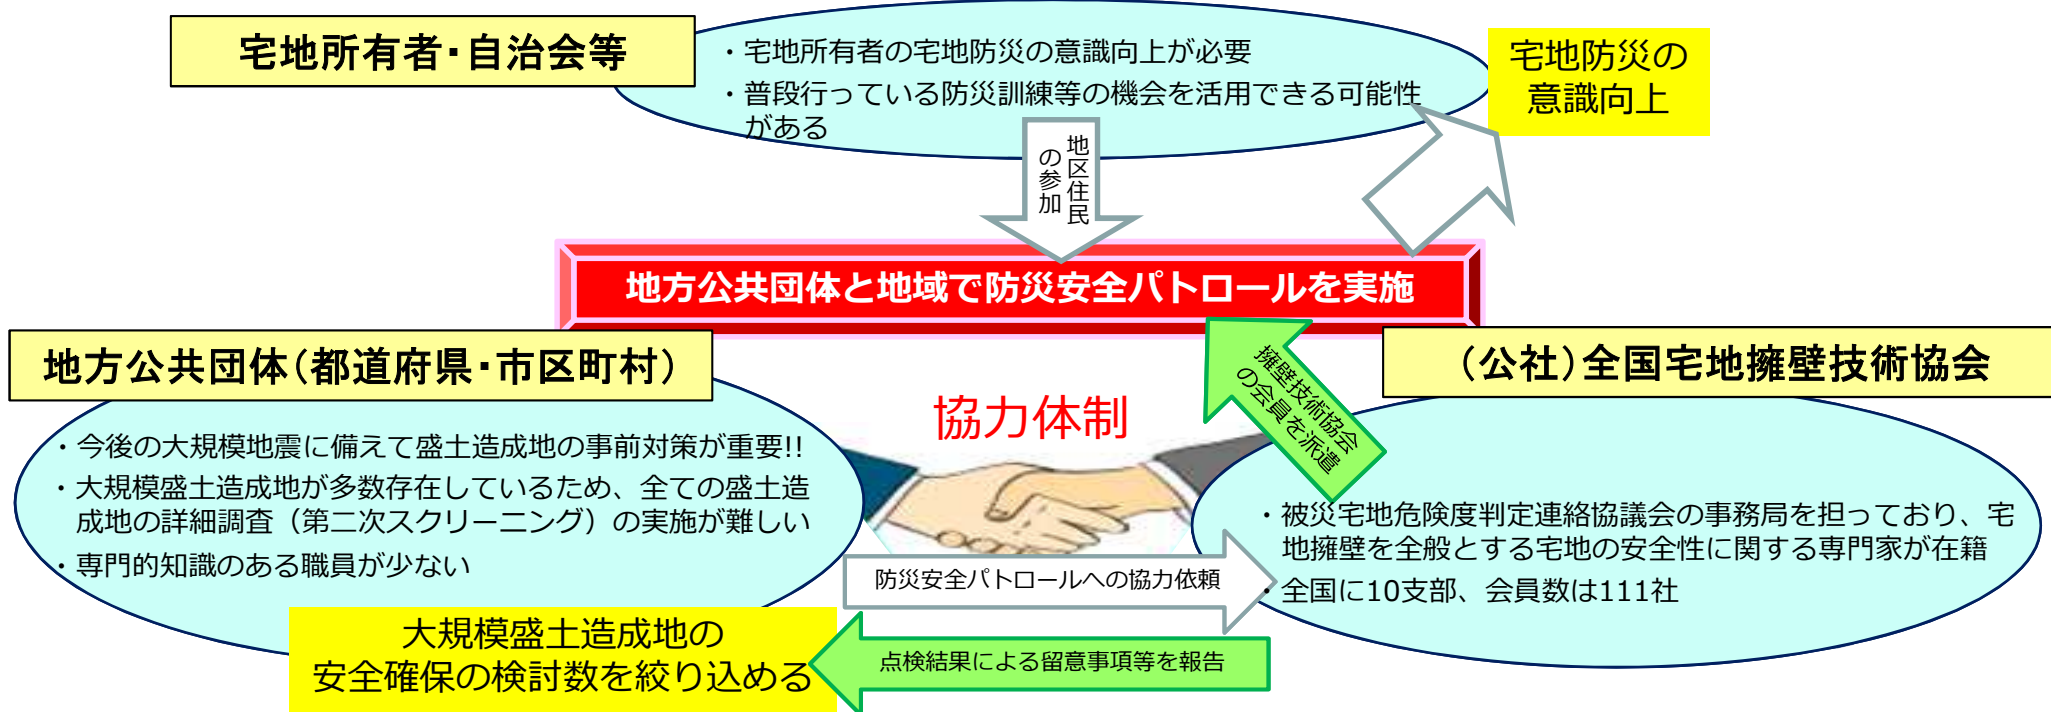 宅地所有者・自治会等
・宅地所有者の宅地防災の意識向上が必要
・普段行っている防災訓練等の機会を活用できる可能性
がある
宅地防災の
意識向上
地区住民
の参加
地方公共団体と地域で防災安全パトロールを実施
地方公共団体（都道府県・市区町村）
・今後の大規模地震に備えて盛土造成地の事前対策が重要!!
・大規模盛土造成地が多数存在しているため、全ての盛土造
成地の詳細調査（第二次スクリーニング）の実施が難しい
・専門的知識のある職員が少ない
大規模盛土造成地の
安全確保の検討数を絞り込める
協力体制
擁壁技術協会
の会員を派遣
（公社）全国宅地擁壁技術協会
・被災宅地危険度判定連絡協議会の事務局を担っており、宅
地擁壁を全般とする宅地の安全性に関する専門家が在籍
・全国に10支部、会員数は111社
防災安全パトロールへの協力依頼
点検結果による留意事項等を報告